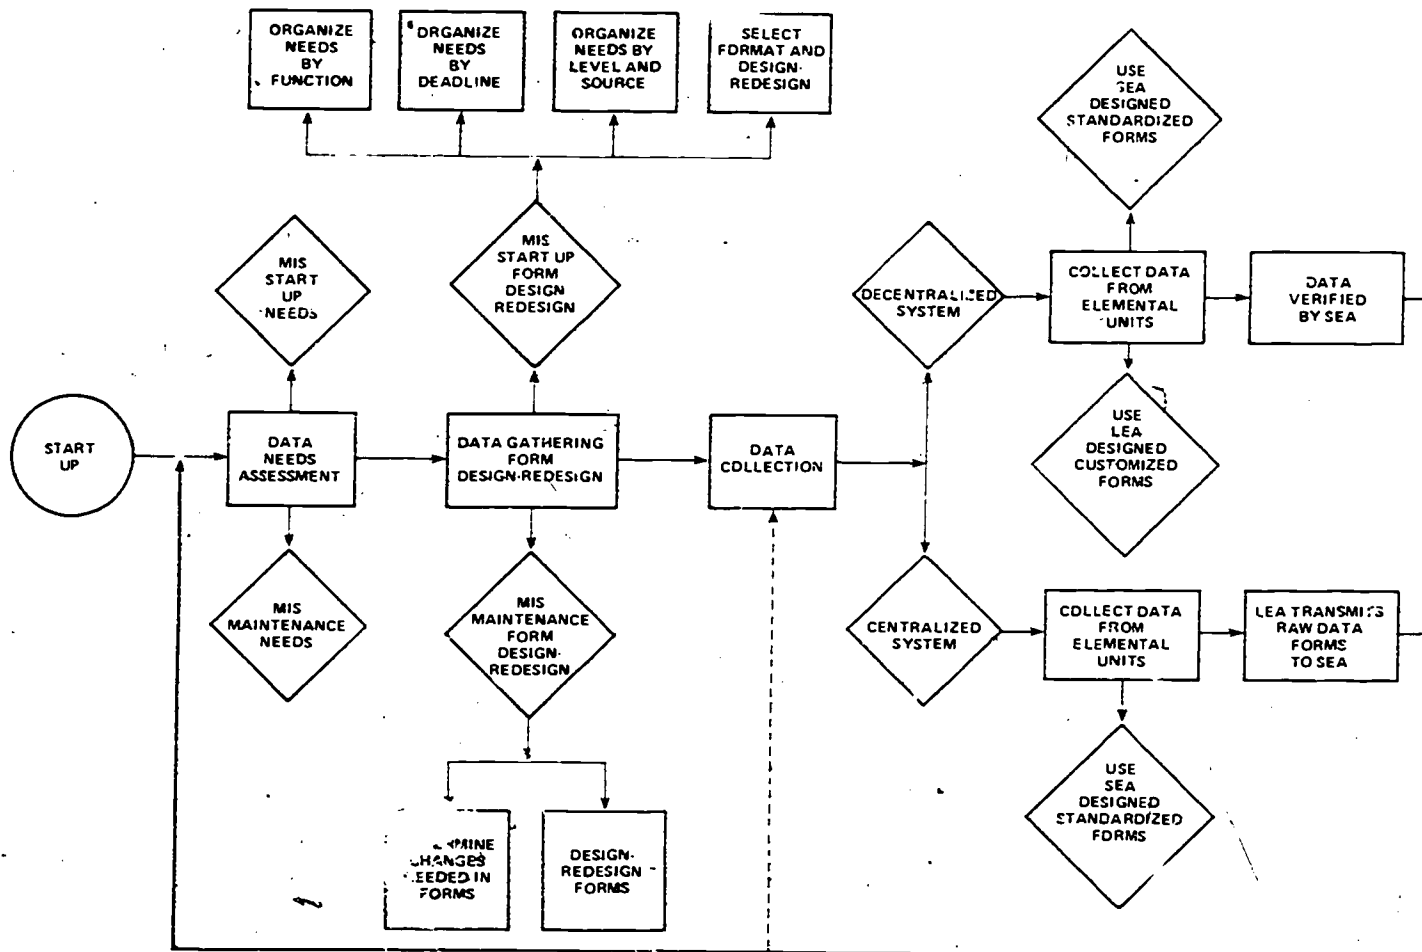 ORGANIZE
NEEDS
BY
FUNCTION
ORGANIZE
NEEDS
BY
DEADLINE
ORGANIZE
NEEDS BY
LEVEL AND
SOURCE
SELECT
FORMAT AND
DESIGN-
REDESIGN
USE
SEA
DESIGNED
STANDARDIZED
FORMS
MIS
START
UP
NEEDS
MIS
START UP
FORM
DESIGN
REDESIGN
DECENTRALIZED
SYSTEM
COLLECT DATA
FROM
ELEMENTAL
UNITS
DATA
VERIFIED
BY SEA
START
UP
DATA
NEEDS
ASSESSMENT
DATA GATHERING
FORM
DESIGN-REDESIGN
DATA
COLLECTION
USE
LEA
DESIGNED
CUSTOMIZED
FORMS
MIS
MAINTENANCE
NEEDS
MIS
MAINTENANCE
FORM
DESIGN-
REDESIGN
CENTRALIZED
SYSTEM
COLLECT DATA
FROM
ELEMENTAL
UNITS
LEA TRANSMITS
RAW DATA
FORMS
TO SEA
CHANGES
IN
FORMS
DESIGN-
REDESIGN
FORMS
USE
SEA
DESIGNED
STANDARDIZED
FORMS